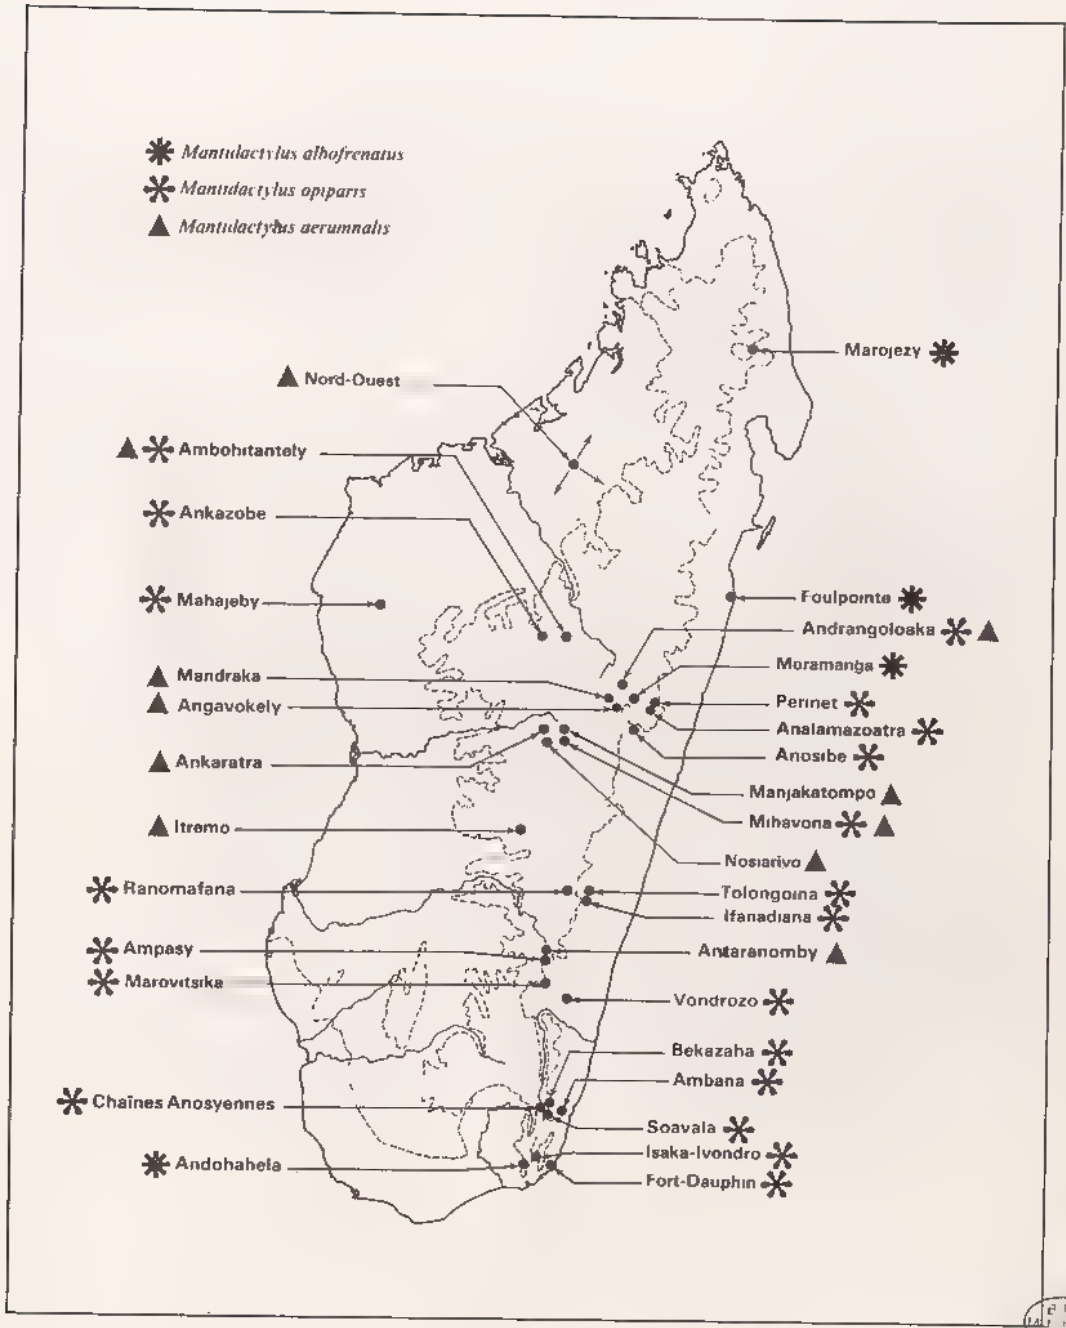 Mantidactylus albofrenatus
Mantidactylus opiparis
Mantidactylus aerumnalis
Marojezy
Nord-Ouest
Ambohitantely
Ankazobe
Mahajeby
Foulpointe
Andrangoloaka
Moramanga
Mandraka
Angavokely
Perinet
Analamazoatra
Anosibe
Ankaratra
Manjakatompo
Mihavona
Itremo
Nosiarivo
Ranomafana
Tolongoina
Ifanadiana
Ampasy
Antaranomby
Marovitsika
Vondrozo
Bekazaha
Ambana
Chaînes Anosyennes
Soavala
Isaka-Ivondro
Andohahela
Fort-Dauphin